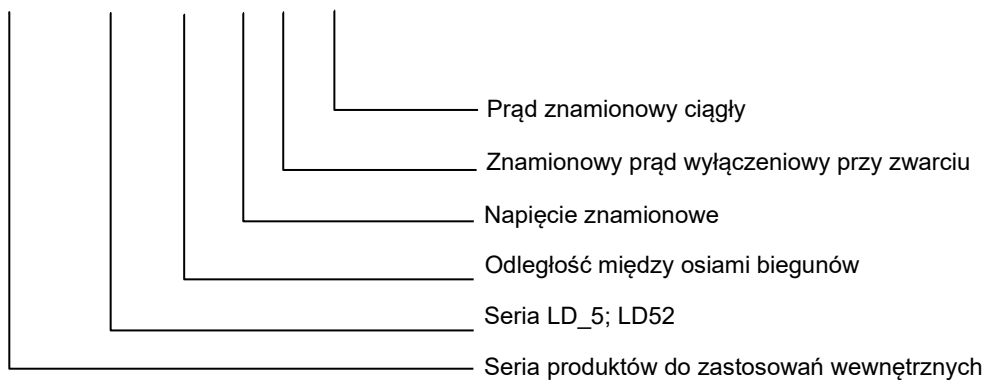 Prąd znamionowy ciągły
Znamionowy prąd wyłączeniowy przy zwarciu
Napięcie znamionowe
Odległość między osiami biegunów
Seria LD_5; LD52
Seria produktów do zastosowań wewnętrznych